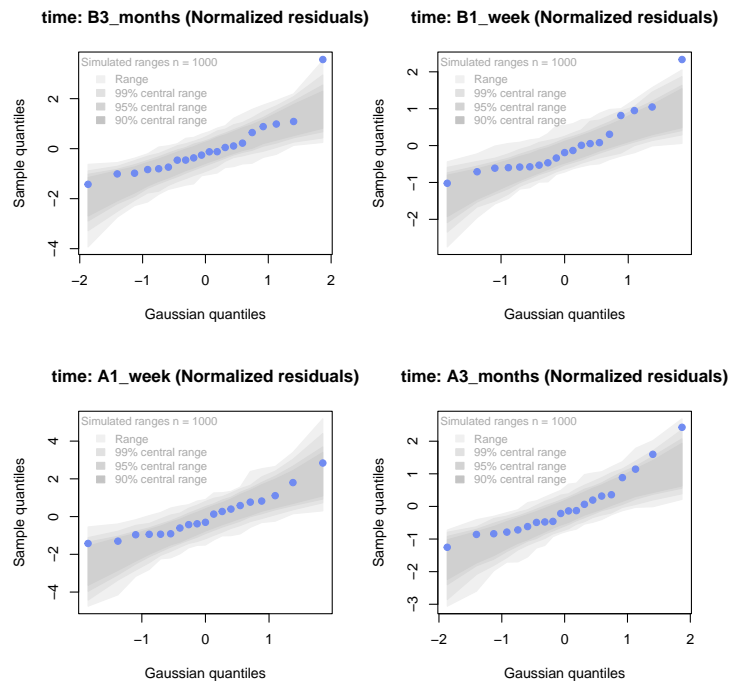 time: B3_months (Normalized residuals)
Simulated ranges n = 1000
Range
99% central range
95% central range
90% central range
2
0
−2
−4
Sample quantiles
−2 −1 0 1 2
Gaussian quantiles
time: B1_week (Normalized residuals)
Simulated ranges n = 1000
Range
99% central range
95% central range
90% central range
2
1
0
−1
−2
Sample quantiles
−1 0 1 2
Gaussian quantiles
time: A1_week (Normalized residuals)
Simulated ranges n = 1000
Range
99% central range
95% central range
90% central range
4
2
0
−2
−4
Sample quantiles
−1 0 1 2
Gaussian quantiles
time: A3_months (Normalized residuals)
Simulated ranges n = 1000
Range
99% central range
95% central range
90% central range
2
1
0
−1
−2
−3
Sample quantiles
−2 −1 0 1 2
Gaussian quantiles